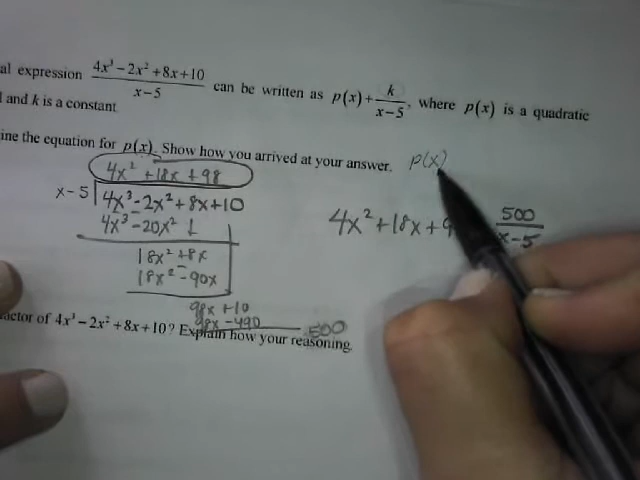 al expression (4x³ − 2x² + 8x + 10)/(x − 5) can be written as p(x) + k/(x − 5), where p(x) is a quadratic
and k is a constant
ine the equation for p(x). Show how you arrived at your answer. p(x)
4x² + 18x + 98
x − 5 4x³ − 2x² + 8x + 10
4x² + 18x + 9 500/(x − 5)
4x³ − 20x²
18x² + 8x
18x² − 90x
98x + 10
98x − 490
500
actor of 4x³ − 2x² + 8x + 10? Explain how your reasoning.